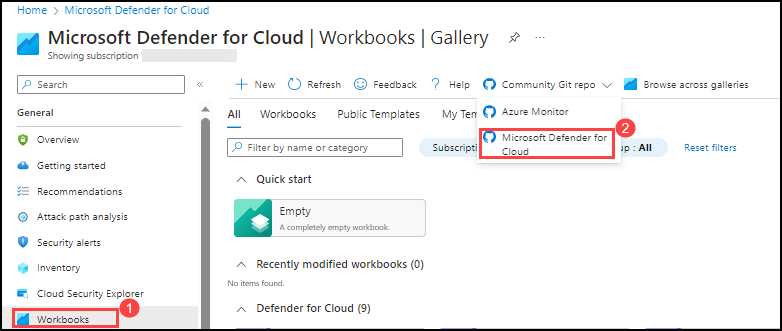 Home > Microsoft Defender for Cloud >
Microsoft Defender for Cloud | Workbooks | Gallery
Showing subscription
Search
General
Overview
Getting started
Recommendations
Attack path analysis
Security alerts
Inventory
Cloud Security Explorer
Workbooks
1
New Refresh Feedback Help Community Git repo Browse across galleries
Azure Monitor
Microsoft Defender for
Cloud
2
All Workbooks Public Templates My Tem
Filter by name or category Subscriptio up : All Reset filters
Quick start
Empty
A completely empty workbook.
Recently modified workbooks (0)
No items found.
Defender for Cloud (9)